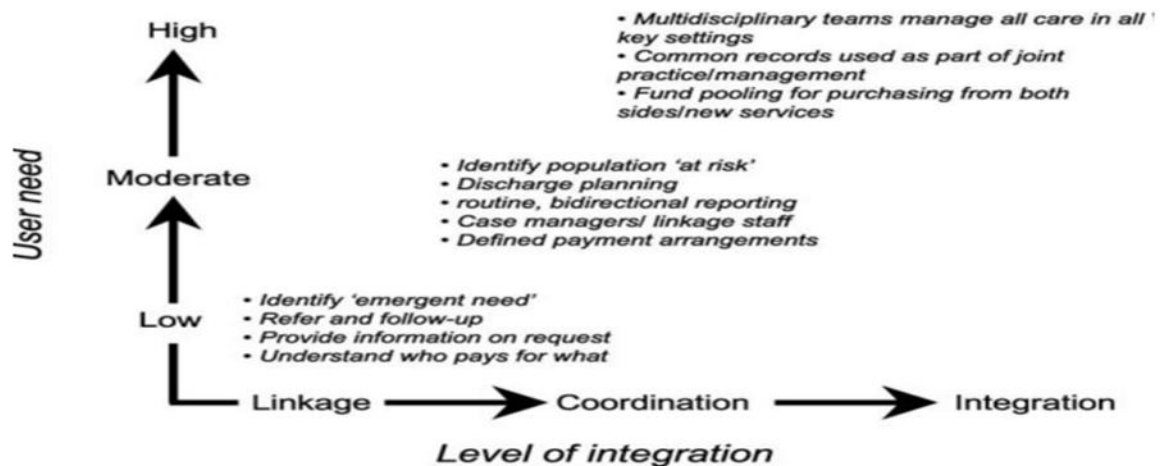 High
• Multidisciplinary teams manage all care in all
key settings
• Common records used as part of joint
practice/management
• Fund pooling for purchasing from both
sides/new services
User need
Moderate
• Identify population 'at risk'
• Discharge planning
• routine, bidirectional reporting
• Case managers/ linkage staff
• Defined payment arrangements
Low
• Identify 'emergent need'
• Refer and follow-up
• Provide information on request
• Understand who pays for what
Linkage
Coordination
Integration
Level of integration